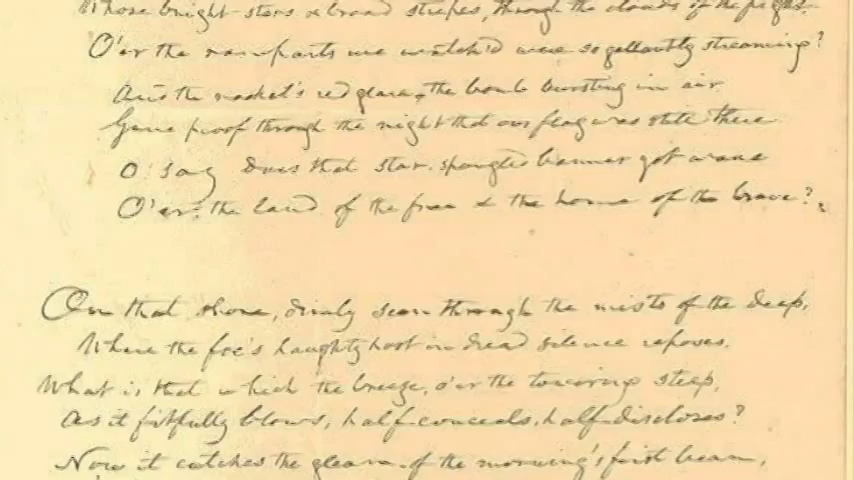 Whose bright stars & broad stripes, through the clouds of the fight
O'er the ramparts we watch'd were so gallantly streaming?
And the rocket's red glare, the bomb bursting in air
Gave proof through the night that our flag was still there
O! say does that star-spangled banner yet wave
O'er the land of the free & the home of the brave?
On that shore, dimly seen through the mists of the deep,
Where the foe's haughty host in dread silence reposes,
What is that which the breeze, o'er the towering steep,
As it fitfully blows, half conceals, half discloses?
Now it catches the gleam of the morning's first beam,